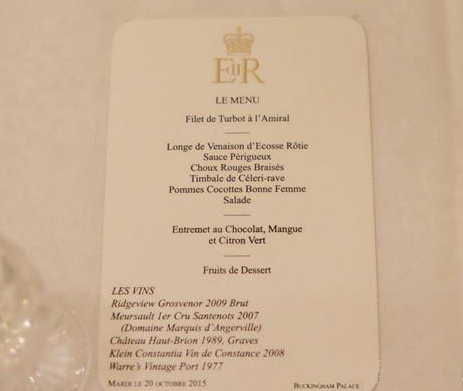 EIIR
LE MENU
Filet de Turbot à l'Amiral
Longe de Venaison d'Ecosse Rôtie
Sauce Périgueux
Choux Rouges Braisés
Timbale de Céleri-rave
Pommes Cocottes Bonne Femme
Salade
Entremet au Chocolat, Mangue
et Citron Vert
Fruits de Dessert
LES VINS
Ridgeview Grosvenor 2009 Brut
Meursault 1er Cru Santenots 2007
(Domaine Marquis d'Angerville)
Château Haut-Brion 1989, Graves
Klein Constantia Vin de Constance 2008
Warre's Vintage Port 1977
MARDI LE 20 OCTOBRE 2015 BUCKINGHAM PALACE